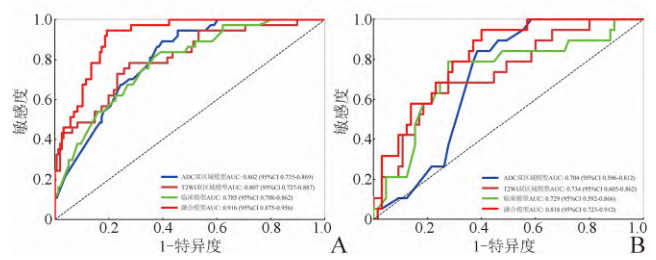 1.0
0.8
0.6
0.4
0.2
0
敏感度
ADC双区域模型AUC: 0.802 (95%CI 0.735-0.869)
T2WI双区域模型AUC: 0.807 (95%CI 0.727-0.887)
临床模型AUC: 0.785 (95%CI 0.708-0.862)
融合模型AUC: 0.916 (95%CI 0.875-0.956)
0.2 0.4 0.6 0.8 1.0
1-特异度
A
1.0
0.8
0.6
0.4
0.2
0
敏感度
ADC双区域模型AUC: 0.704 (95%CI 0.596-0.812)
T2WI双区域模型AUC: 0.734 (95%CI 0.605-0.862)
临床模型AUC: 0.729 (95%CI 0.592-0.866)
融合模型AUC: 0.818 (95%CI 0.723-0.912)
0.2 0.4 0.6 0.8 1.0
1-特异度
B